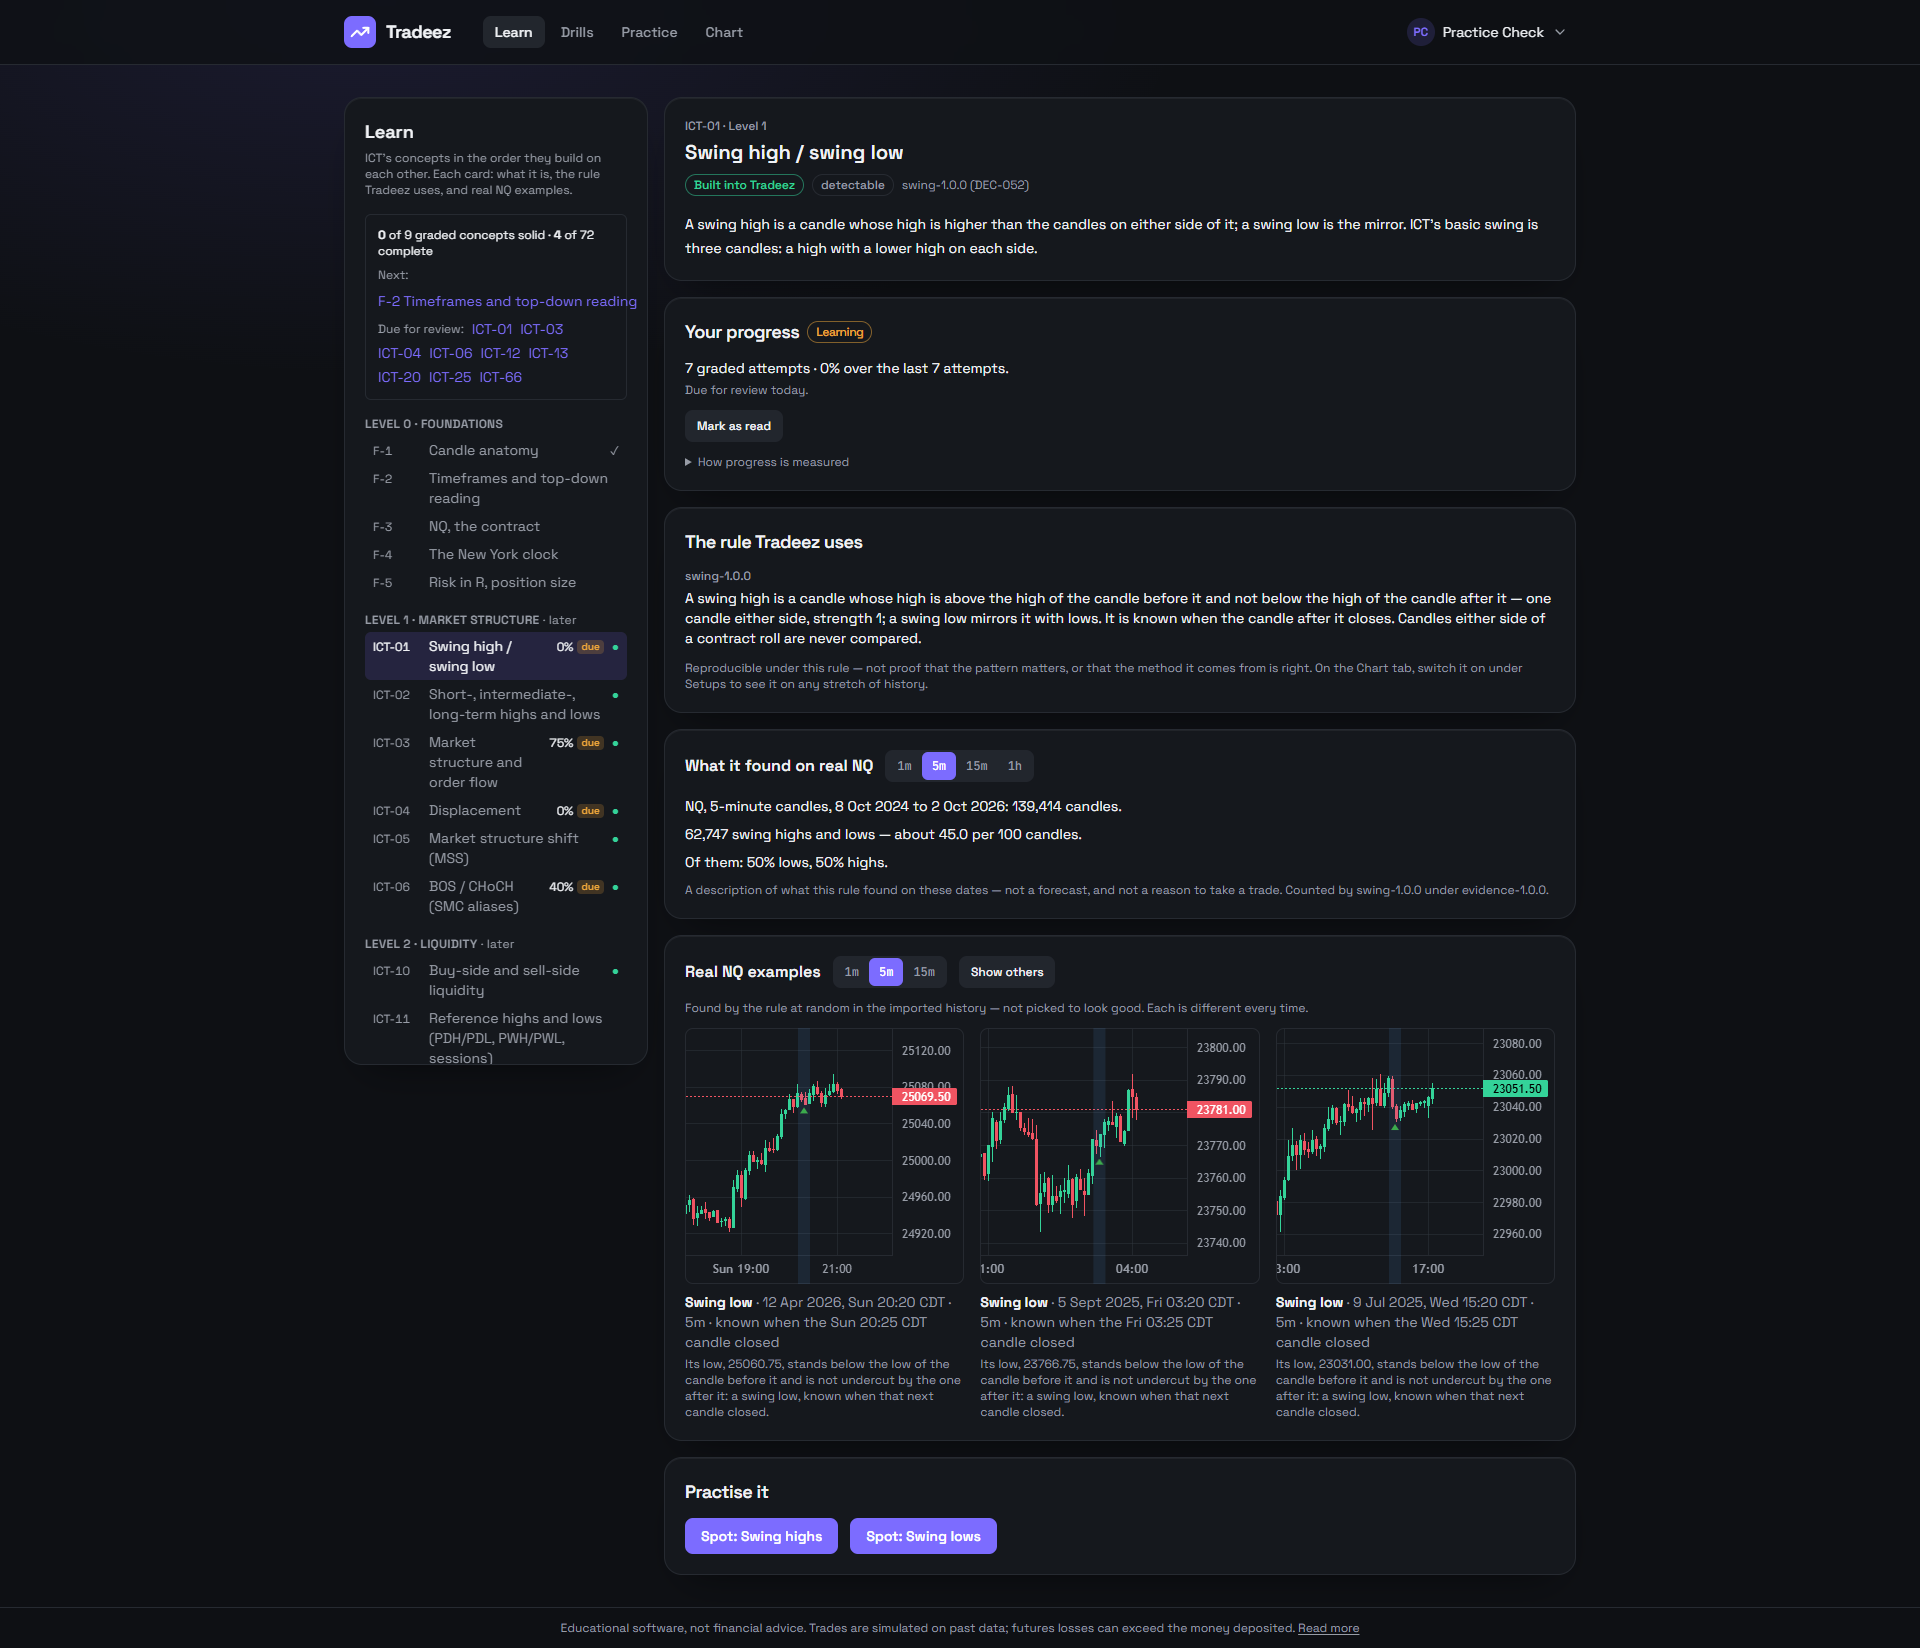 Tradeez
Learn
Drills
Practice
Chart
PC
Practice Check
Learn
ICT's concepts in the order they build on
each other. Each card: what it is, the rule
Tradeez uses, and real NQ examples.
0 of 9 graded concepts solid · 4 of 72
complete
Next:
F-2 Timeframes and top-down reading
Due for review: ICT-01 ICT-03
ICT-04 ICT-06 ICT-12 ICT-13
ICT-20 ICT-25 ICT-66
LEVEL 0 · FOUNDATIONS
F-1 Candle anatomy ✓
F-2 Timeframes and top-down
reading
F-3 NQ, the contract
F-4 The New York clock
F-5 Risk in R, position size
LEVEL 1 · MARKET STRUCTURE · later
ICT-01 Swing high / 0% due
swing low
ICT-02 Short-, intermediate-,
long-term highs and lows
ICT-03 Market 75% due
structure and
order flow
ICT-04 Displacement 0% due
ICT-05 Market structure shift
(MSS)
ICT-06 BOS / CHoCH 40% due
(SMC aliases)
LEVEL 2 · LIQUIDITY · later
ICT-10 Buy-side and sell-side
liquidity
ICT-11 Reference highs and lows
(PDH/PDL, PWH/PWL,
sessions)
ICT-01 · Level 1
Swing high / swing low
Built into Tradeez detectable swing-1.0.0 (DEC-052)
A swing high is a candle whose high is higher than the candles on either side of it; a swing low is the mirror. ICT's basic swing is
three candles: a high with a lower high on each side.
Your progress Learning
7 graded attempts · 0% over the last 7 attempts.
Due for review today.
Mark as read
How progress is measured
The rule Tradeez uses
swing-1.0.0
A swing high is a candle whose high is above the high of the candle before it and not below the high of the candle after it — one
candle either side, strength 1; a swing low mirrors it with lows. It is known when the candle after it closes. Candles either side of
a contract roll are never compared.
Reproducible under this rule — not proof that the pattern matters, or that the method it comes from is right. On the Chart tab, switch it on under
Setups to see it on any stretch of history.
What it found on real NQ 1m 5m 15m 1h
NQ, 5-minute candles, 8 Oct 2024 to 2 Oct 2026: 139,414 candles.
62,747 swing highs and lows — about 45.0 per 100 candles.
Of them: 50% lows, 50% highs.
A description of what this rule found on these dates — not a forecast, and not a reason to take a trade. Counted by swing-1.0.0 under evidence-1.0.0.
Real NQ examples 1m 5m 15m Show others
Found by the rule at random in the imported history — not picked to look good. Each is different every time.
25120.00
25080.00
25069.50
25040.00
25000.00
24960.00
24920.00
Sun 19:00 21:00
Swing low · 12 Apr 2026, Sun 20:20 CDT ·
5m · known when the Sun 20:25 CDT
candle closed
Its low, 25060.75, stands below the low of the
candle before it and is not undercut by the one
after it: a swing low, known when that next
candle closed.
23800.00
23790.00
23781.00
23770.00
23760.00
23750.00
23740.00
1:00 04:00
Swing low · 5 Sept 2025, Fri 03:20 CDT ·
5m · known when the Fri 03:25 CDT
candle closed
Its low, 23766.75, stands below the low of the
candle before it and is not undercut by the one
after it: a swing low, known when that next
candle closed.
23080.00
23060.00
23051.50
23040.00
23020.00
23000.00
22980.00
22960.00
3:00 17:00
Swing low · 9 Jul 2025, Wed 15:20 CDT ·
5m · known when the Wed 15:25 CDT
candle closed
Its low, 23031.00, stands below the low of the
candle before it and is not undercut by the one
after it: a swing low, known when that next
candle closed.
Practise it
Spot: Swing highs
Spot: Swing lows
Educational software, not financial advice. Trades are simulated on past data; futures losses can exceed the money deposited. Read more